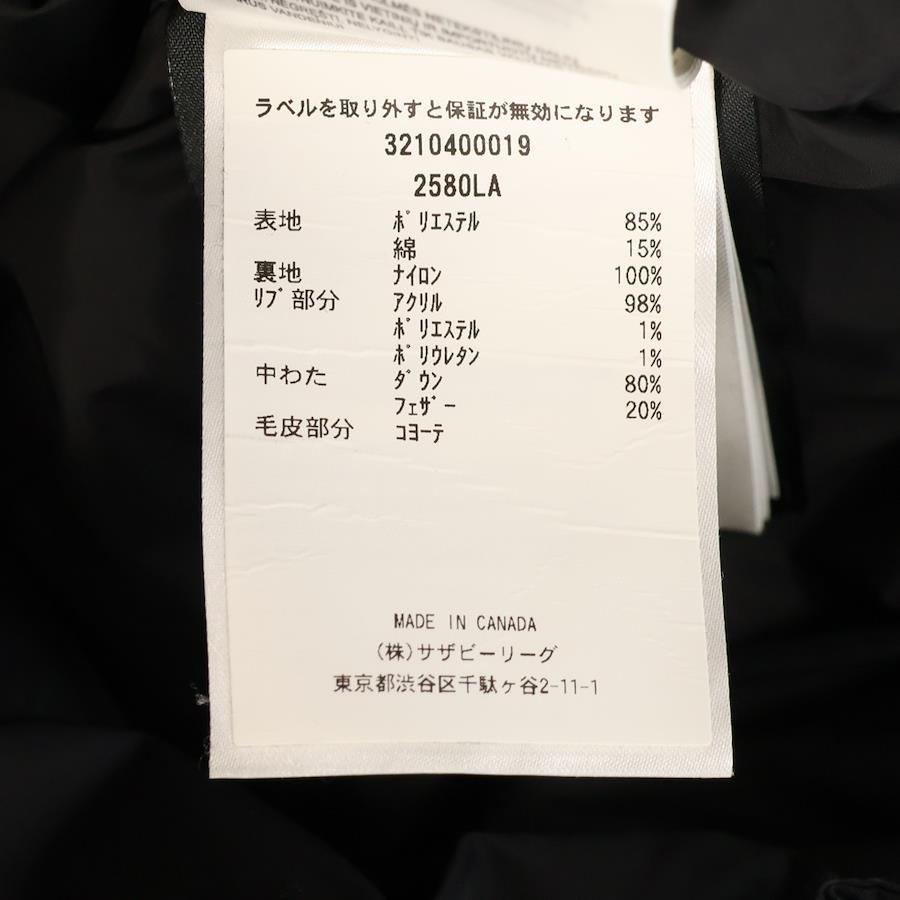 ラベルを取り外すと保証が無効になります
3210400019
2580LA
表地 ﾎﾟﾘｴｽﾃﾙ 85%
綿 15%
裏地 ﾅｲﾛﾝ 100%
ﾘﾌﾞ部分 ｱｸﾘﾙ 98%
ﾎﾟﾘｴｽﾃﾙ 1%
ﾎﾟﾘｳﾚﾀﾝ 1%
中わた ﾀﾞｳﾝ 80%
ﾌｪｻﾞｰ 20%
毛皮部分 ｺﾖｰﾃ
MADE IN CANADA
(株)サザビーリーグ
東京都渋谷区千駄ヶ谷2-11-1